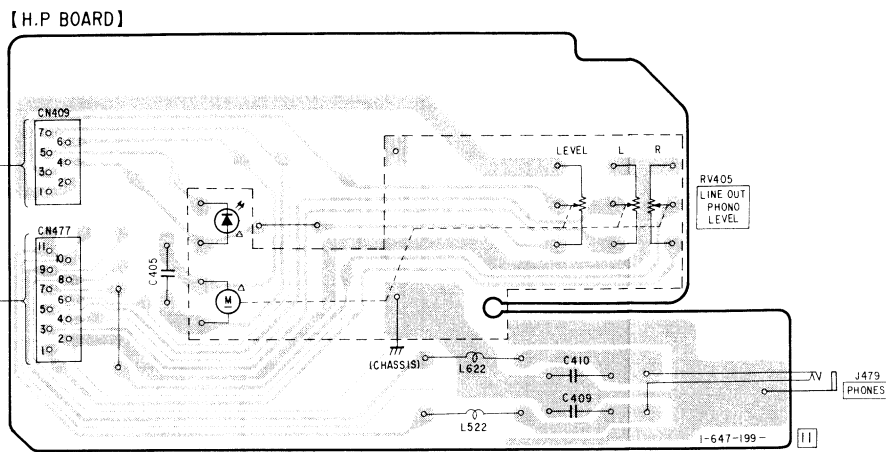 【H.P BOARD】
CN409
7
6
5
4
3
2
1
LEVEL L R
RV405
LINE OUT
PHONO
LEVEL
CN477
11
10
9
8
7
6
5
4
3
2
1
C405
M
(CHASSIS)
L622
C410
C409
L522
J479
PHONES
1-647-199-
11